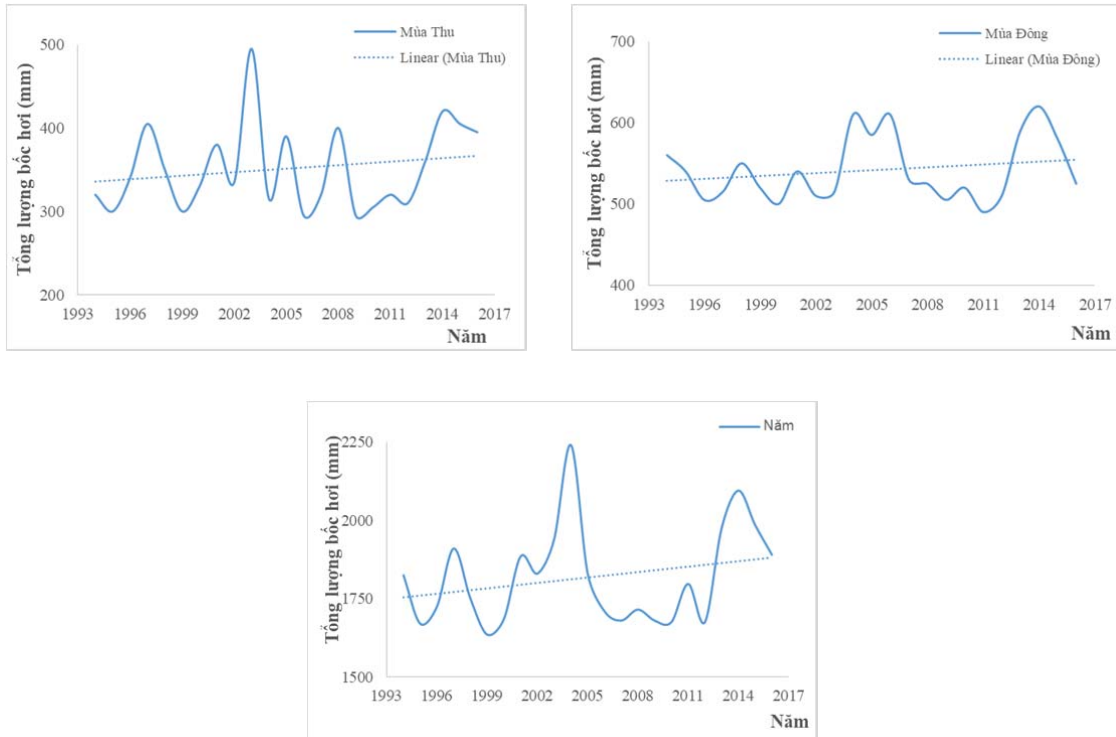 Mùa Thu
Linear (Mùa Thu)
Tổng lượng bốc hơi (mm)
500
400
300
200
1993 1996 1999 2002 2005 2008 2011 2014 2017
Năm
Mùa Đông
Linear (Mùa Đông)
Tổng lượng bốc hơi (mm)
700
600
500
400
1993 1996 1999 2002 2005 2008 2011 2014 2017
Năm
Năm
Tổng lượng bốc hơi (mm)
2250
2000
1750
1500
1993 1996 1999 2002 2005 2008 2011 2014 2017
Năm